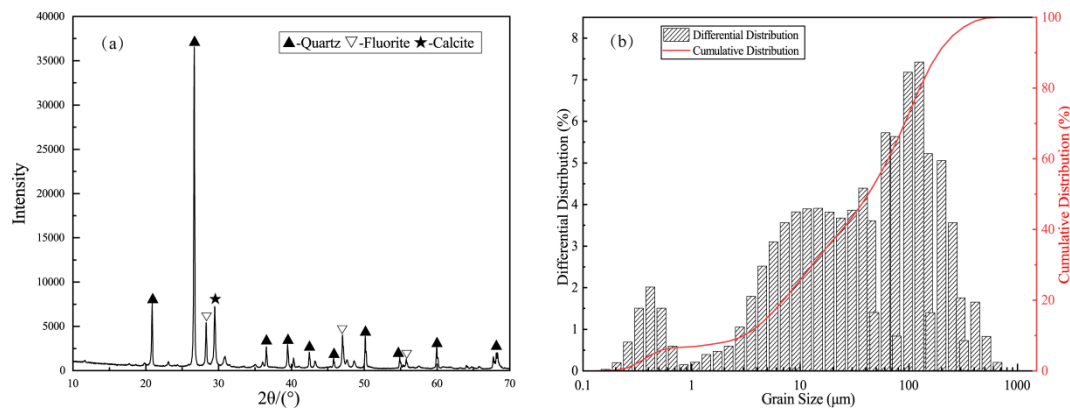 (a)
▲-Quartz ▽-Fluorite ★-Calcite
Intensity
40000
35000
30000
25000
20000
15000
10000
5000
0
10 20 30 40 50 60 70
2θ/(°)
(b)
Differential Distribution
Cumulative Distribution
Differential Distribution (%)
8
7
6
5
4
3
2
1
0
0.1 1 10 100 1000
Grain Size (μm)
100
80
60
40
20
0
Cumulative Distribution (%)